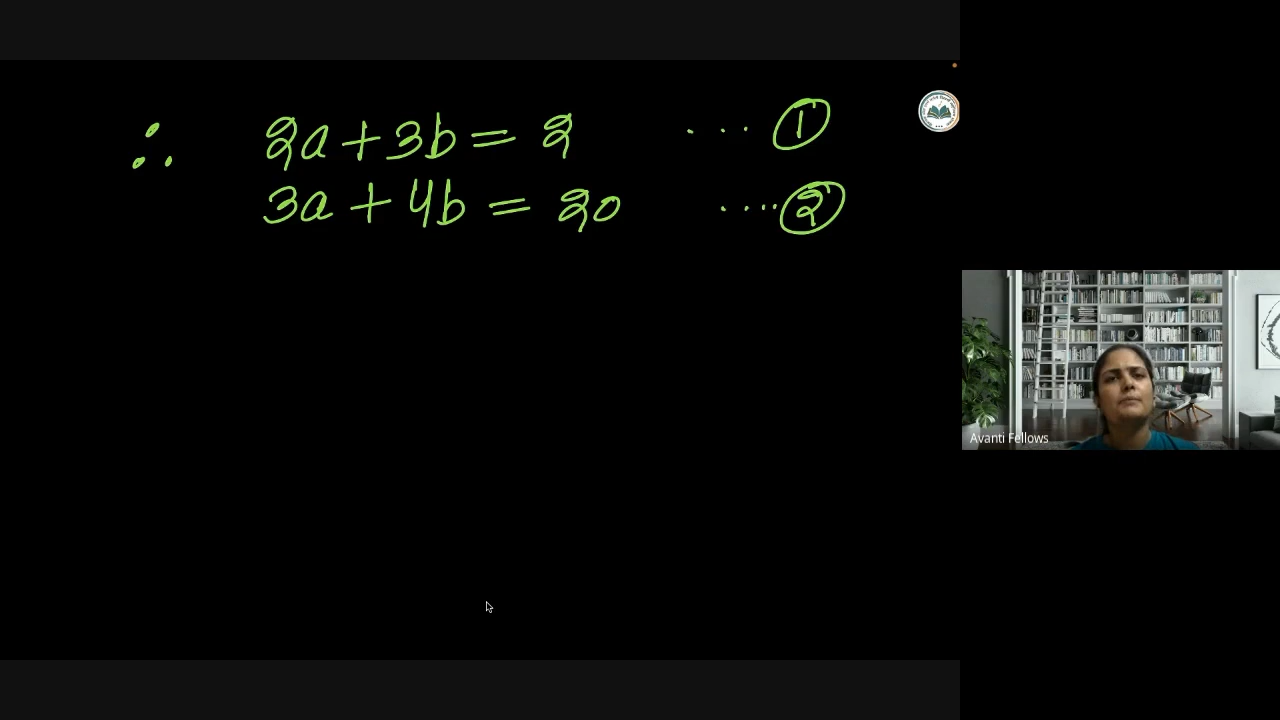 ∴ 2a + 3b = 2 ... ①
3a + 4b = 20 .... ②
Avanti Fellows